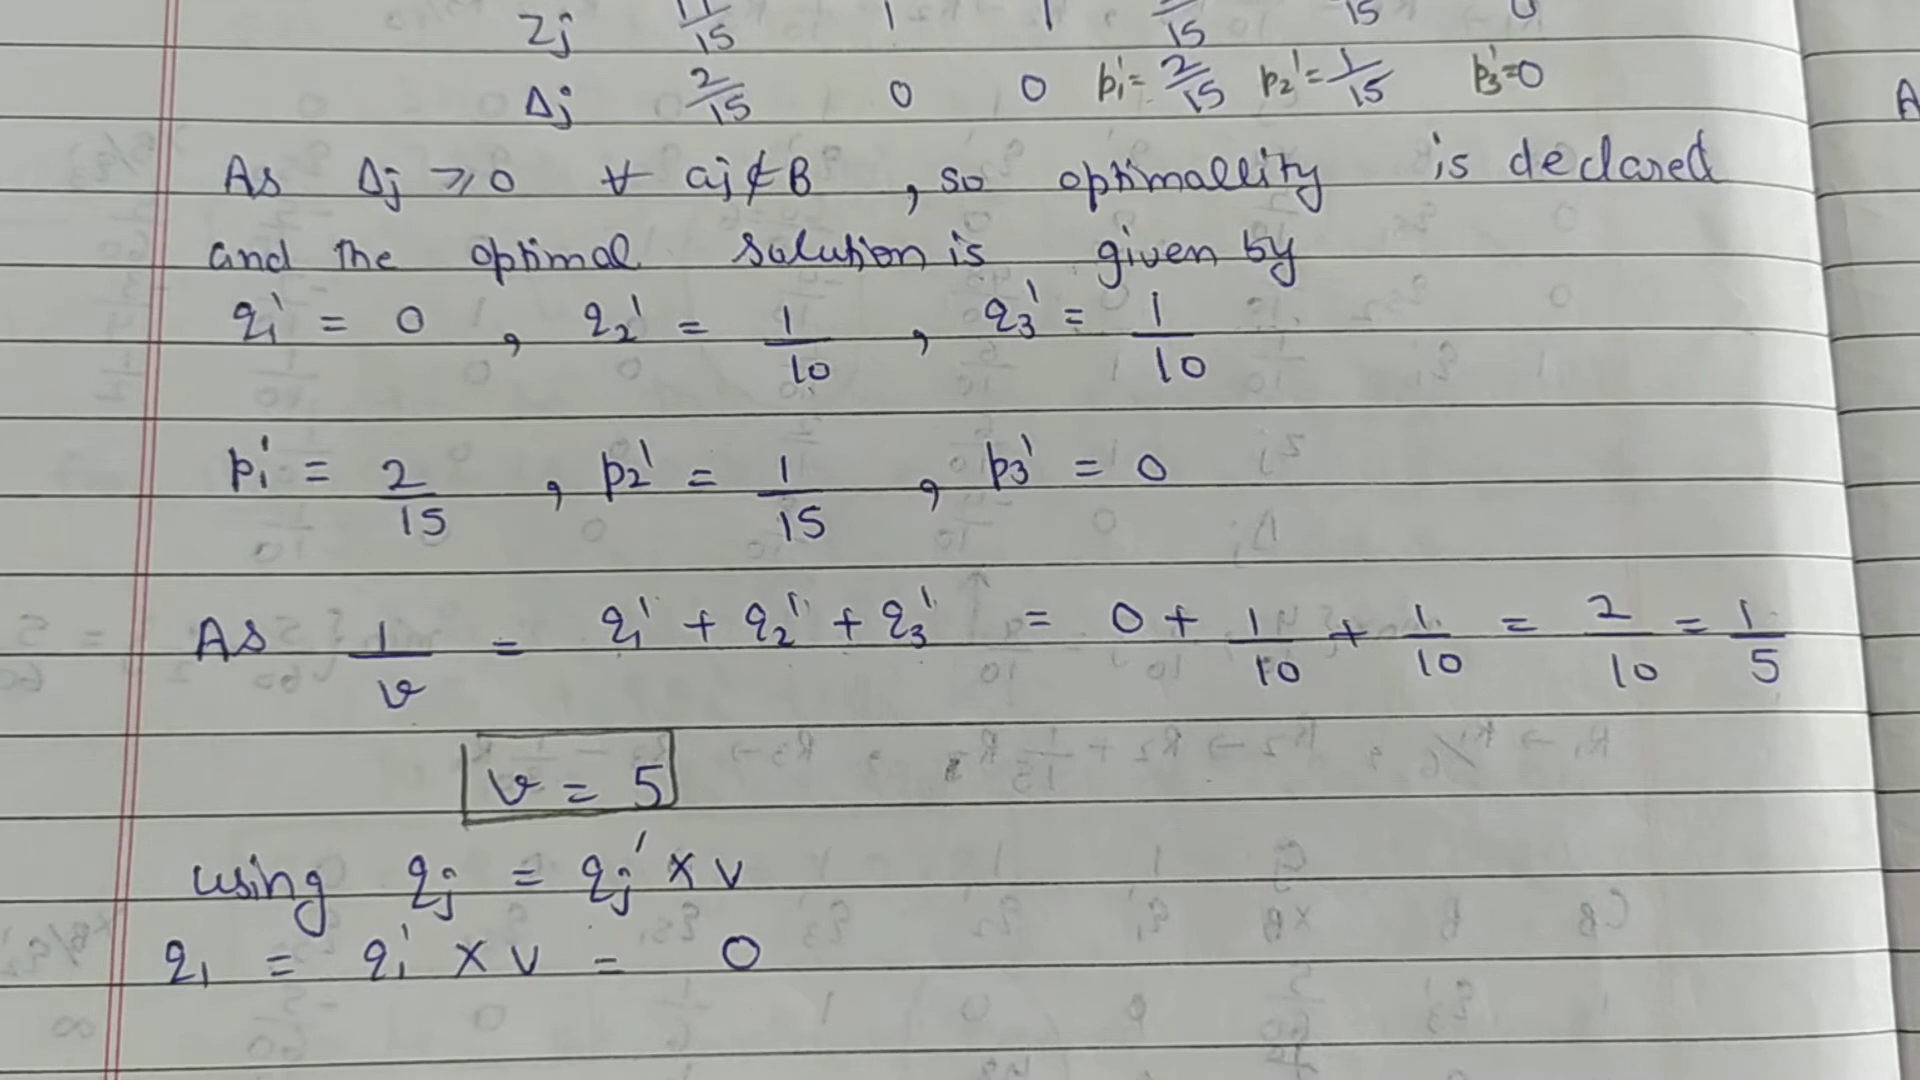 Zj 11/15 1 1 /15 /15 0
Δj 2/15 0 0 p1' = 2/15 p2' = 1/15 p3' = 0
As Δj ⩾ 0 ∀ aj ∉ B , so optimallity is declared
and the optimal solution is given by
q1' = 0 , q2' = 1/10 , q3' = 1/10
p1' = 2/15 , p2' = 1/15 , p3' = 0
As 1/v = q1' + q2' + q3' = 0 + 1/10 + 1/10 = 2/10 = 1/5
v = 5
using qj = qj' × v
q1 = q1' × v = 0